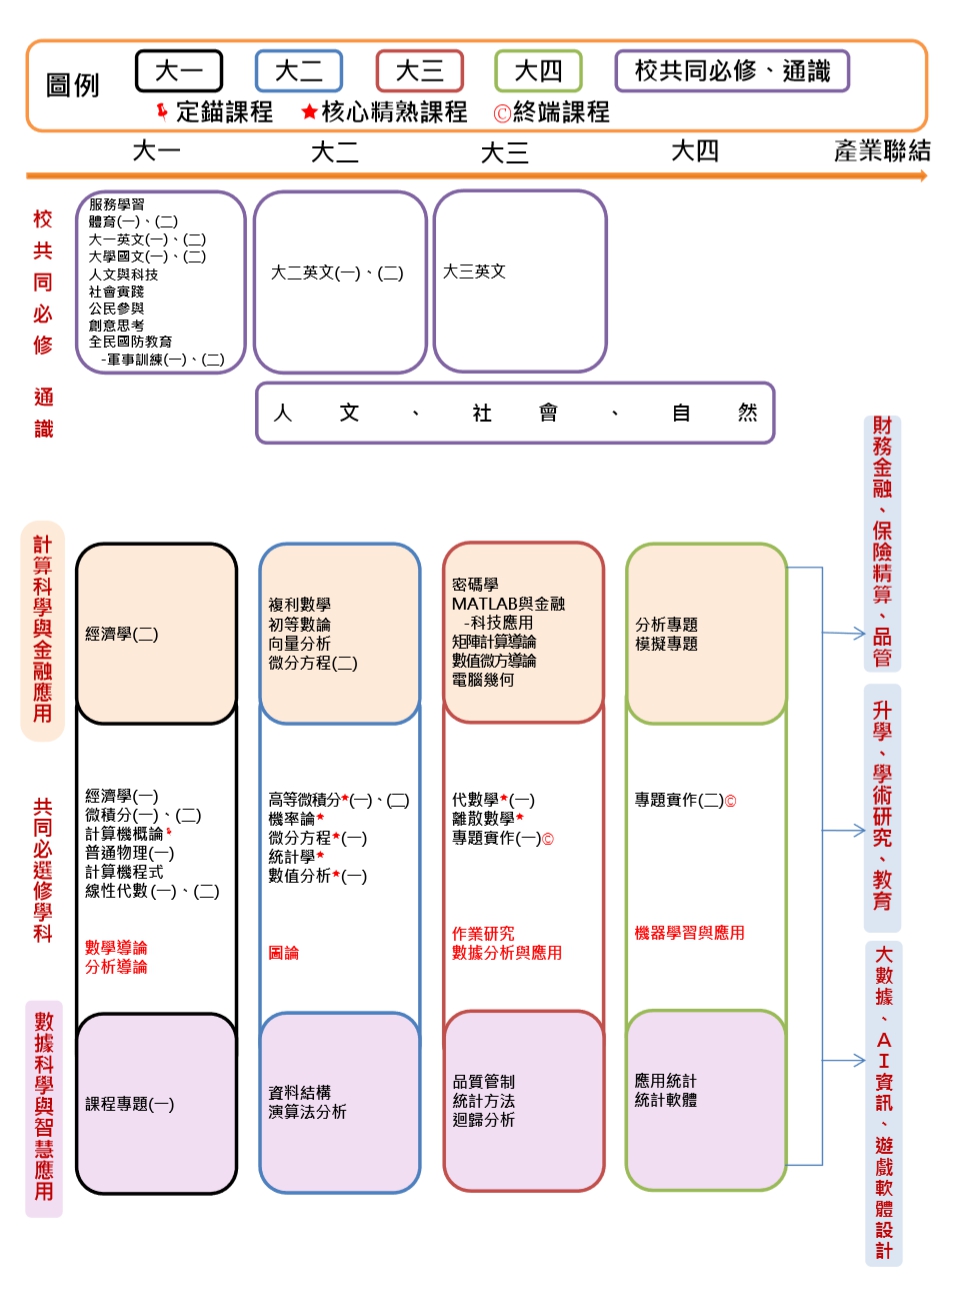 圖例
大一
大二
大三
大四
校共同必修、通識
定錨課程
★核心精熟課程
©終端課程
大一
大二
大三
大四
產業聯結
校共同必修
服務學習
體育(一)、(二)
大一英文(一)、(二)
大學國文(一)、(二)
人文與科技
社會實踐
公民參與
創意思考
全民國防教育
-軍事訓練(一)、(二)
大二英文(一)、(二)
大三英文
通識
人文、社會、自然
計算科學與金融應用
經濟學(二)
複利數學
初等數論
向量分析
微分方程(二)
密碼學
MATLAB與金融
-科技應用
矩陣計算導論
數值微方導論
電腦幾何
分析專題
模擬專題
共同必選修學科
經濟學(一)
微積分(一)、(二)
計算機概論
普通物理(一)
計算機程式
線性代數(一)、(二)
數學導論
分析導論
高等微積分★(一)、(二)
機率論★
微分方程★(一)
統計學★
數值分析★(一)
圖論
代數學★(一)
離散數學★
專題實作(一)©
作業研究
數據分析與應用
專題實作(二)©
機器學習與應用
數據科學與智慧應用
課程專題(一)
資料結構
演算法分析
品質管制
統計方法
迴歸分析
應用統計
統計軟體
財務金融、保險精算、品管
升學、學術研究、教育
大數據、AI資訊、遊戲軟體設計